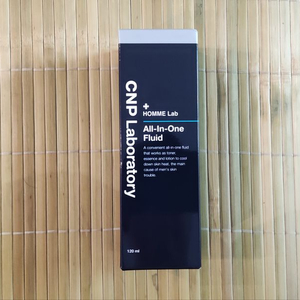 CNP Laboratory
+
HOMME Lab
All-In-One
Fluid
A convenient all-in-one fluid
that works as toner,
essence and lotion to cool
down skin heat, the main
cause of men's skin
trouble.
120 ml